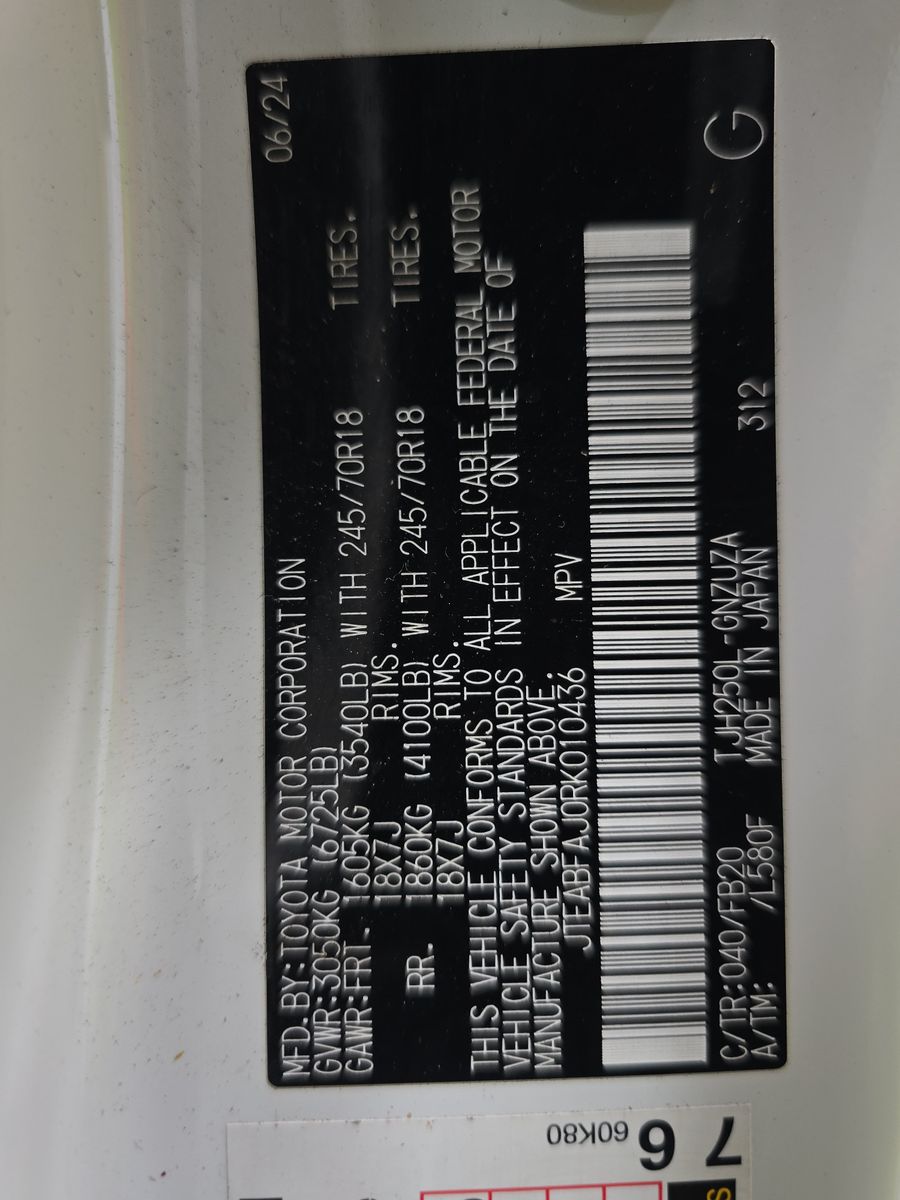 MFD.BY:TOYOTA MOTOR CORPORATION 06/24
GVWR:3050KG (6725LB)
GAWR:FRT. 1605KG (3540LB) WITH 245/70R18 TIRES.
18X7J RIMS.
RR. 1860KG (4100LB) WITH 245/70R18 TIRES.
18X7J RIMS.
THIS VEHICLE CONFORMS TO ALL APPLICABLE FEDERAL MOTOR
VEHICLE SAFETY STANDARDS IN EFFECT ON THE DATE OF
MANUFACTURE SHOWN ABOVE.
JTEABFAJ0RK010436 MPV
C/TR:040/FB20 TJH250L-GNZUZA G
A/TM: /L580F MADE IN JAPAN 312
76
60K80